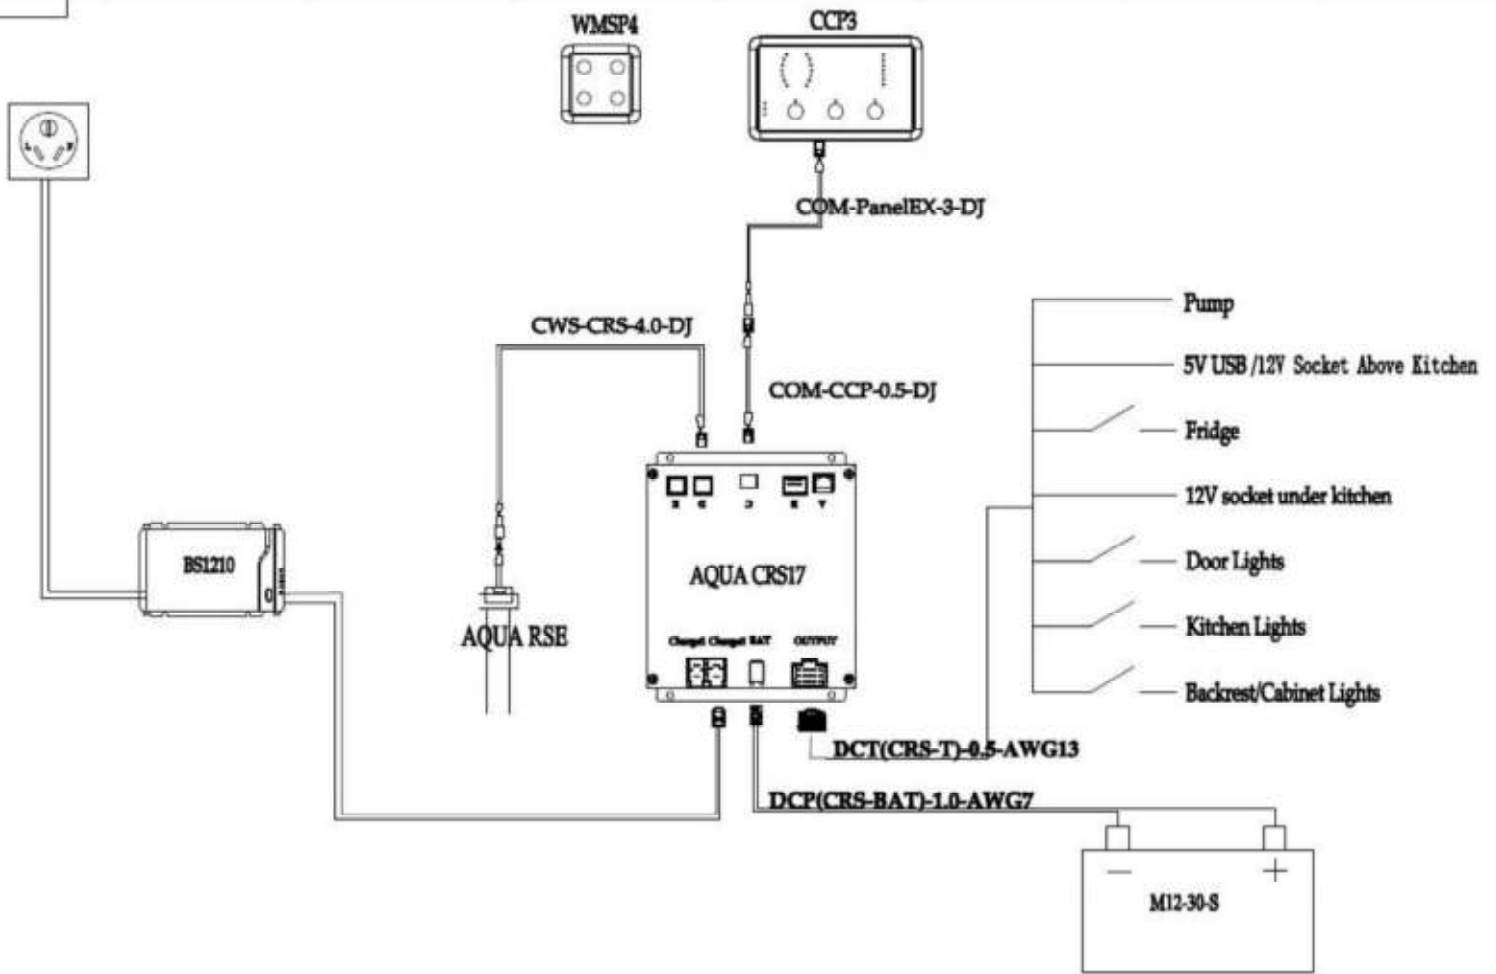 WMSP4
CCP3
COM-PanelEX-3-DJ
CWS-CRS-4.0-DJ
COM-CCP-0.5-DJ
Pump
5V USB /12V Socket Above Kitchen
Fridge
12V socket under kitchen
Door Lights
Kitchen Lights
Backrest/Cabinet Lights
BS1210
AQUA RSE
AQUA CRS17
BAT
OUTPUT
DCT(CRS-T)-0.5-AWG13
DCP(CRS-BAT)-1.0-AWG7
— +
M12-30-S